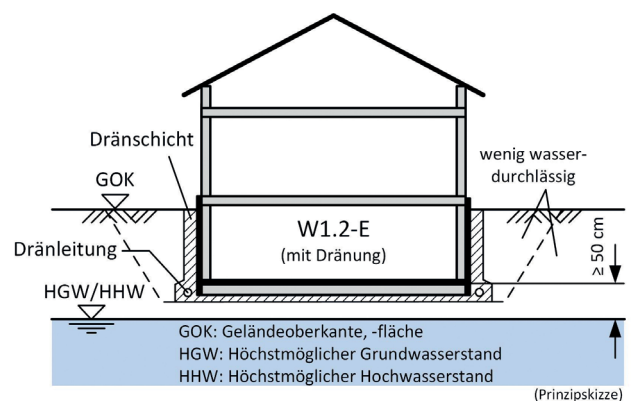 Dränschicht
wenig wasser-
durchlässig
GOK
W1.2-E
(mit Dränung)
Dränleitung
≥ 50 cm
HGW/HHW
GOK: Geländeoberkante, -fläche
HGW: Höchstmöglicher Grundwasserstand
HHW: Höchstmöglicher Hochwasserstand
(Prinzipskizze)